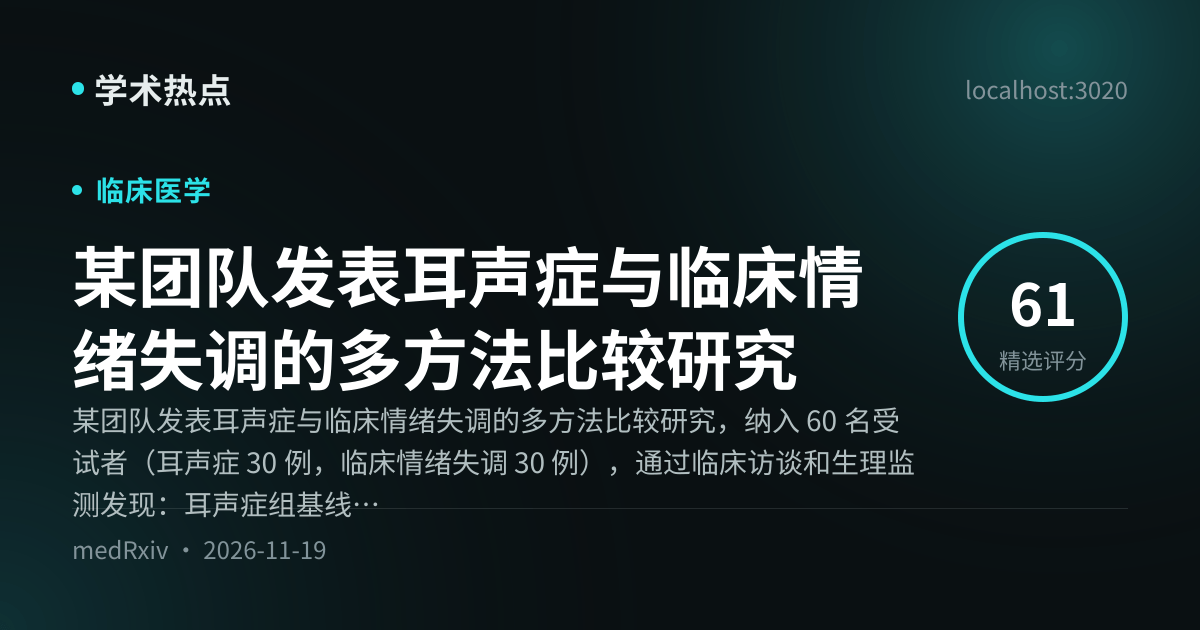 学术热点
localhost:3020
临床医学
某团队发表耳声症与临床情
绪失调的多方法比较研究
61
精选评分
某团队发表耳声症与临床情绪失调的多方法比较研究，纳入 60 名受
试者（耳声症 30 例，临床情绪失调 30 例），通过临床访谈和生理监
测发现：耳声症组基线…
medRxiv • 2026-11-19